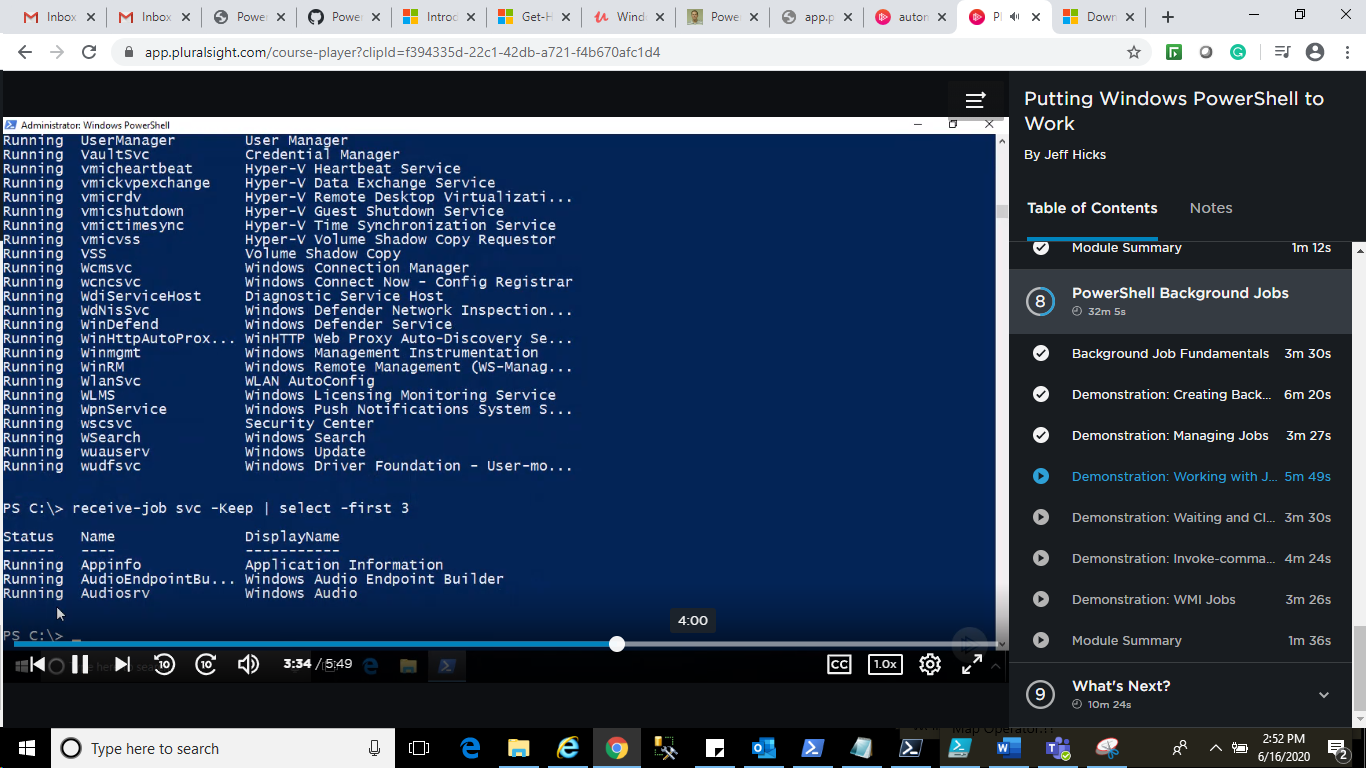 Inbox
Inbox
Power
Power
Introd
Get-H
Wind
Powe
app.p
auton
Pl
Down
app.pluralsight.com/course-player?clipId=f394335d-22c1-42db-a721-f4b670afc1d4
Administrator: Windows PowerShell
Running UserManager User Manager
Running VaultSvc Credential Manager
Running vmicheartbeat Hyper-V Heartbeat Service
Running vmickvpexchange Hyper-V Data Exchange Service
Running vmicrdv Hyper-V Remote Desktop Virtualizati...
Running vmicshutdown Hyper-V Guest Shutdown Service
Running vmictimesync Hyper-V Time Synchronization Service
Running vmicvss Hyper-V Volume Shadow Copy Requestor
Running VSS Volume Shadow Copy
Running Wcmsvc Windows Connection Manager
Running wcncsvc Windows Connect Now - Config Registrar
Running WdiServiceHost Diagnostic Service Host
Running WdNisSvc Windows Defender Network Inspection...
Running WinDefend Windows Defender Service
Running WinHttpAutoProx... WinHTTP Web Proxy Auto-Discovery Se...
Running Winmgmt Windows Management Instrumentation
Running WinRM Windows Remote Management (WS-Manag...
Running WlanSvc WLAN AutoConfig
Running WLMS Windows Licensing Monitoring Service
Running WpnService Windows Push Notifications System S...
Running wscsvc Security Center
Running WSearch Windows Search
Running wuauserv Windows Update
Running wudfsvc Windows Driver Foundation - User-mo...
PS C:\> receive-job svc -Keep | select -first 3
Status Name DisplayName
------ ---- -----------
Running Appinfo Application Information
Running AudioEndpointBu... Windows Audio Endpoint Builder
Running Audiosrv Windows Audio
PS C:\> _
4:00
10
10
3:34 / 5:49
CC
1.0x
Putting Windows PowerShell to
Work
By Jeff Hicks
Table of Contents Notes
Module Summary 1m 12s
8 PowerShell Background Jobs
32m 5s
Background Job Fundamentals 3m 30s
Demonstration: Creating Back... 6m 20s
Demonstration: Managing Jobs 3m 27s
Demonstration: Working with J... 5m 49s
Demonstration: Waiting and Cl... 3m 30s
Demonstration: Invoke-comma... 4m 24s
Demonstration: WMI Jobs 3m 26s
Module Summary 1m 36s
9 What's Next?
10m 24s
Type here to search
2:52 PM
6/16/2020
2